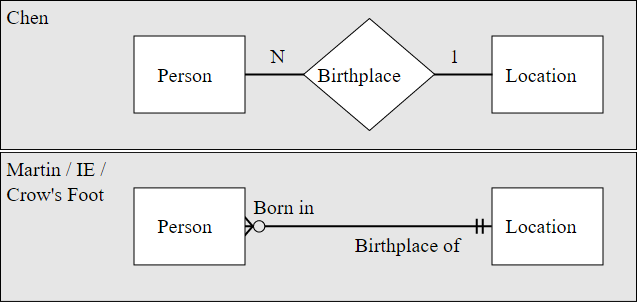 Chen
Person
N
Birthplace
1
Location
Martin / IE /
Crow's Foot
Person
Born in
Birthplace of
Location